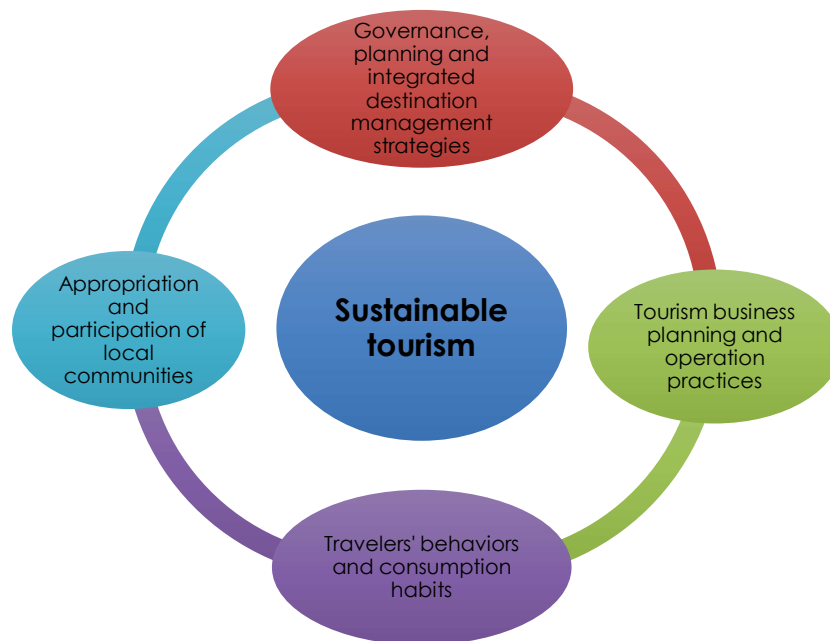 Governance,
planning and
integrated
destination
management
strategies
Appropriation
and
participation of
local
communities
Sustainable
tourism
Tourism business
planning and
operation
practices
Travelers' behaviors
and consumption
habits